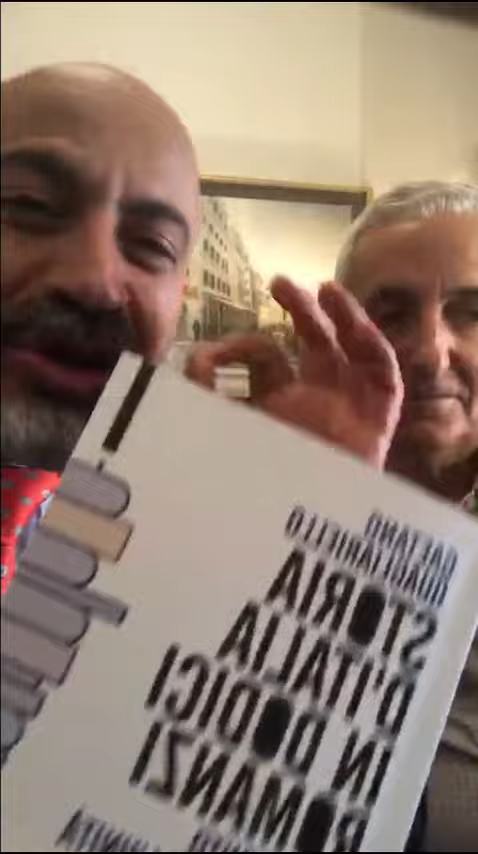 GAETANO
QUAGLIARIELLO
STORIA
D'ITALIA
IN DODICI
ROMANZI